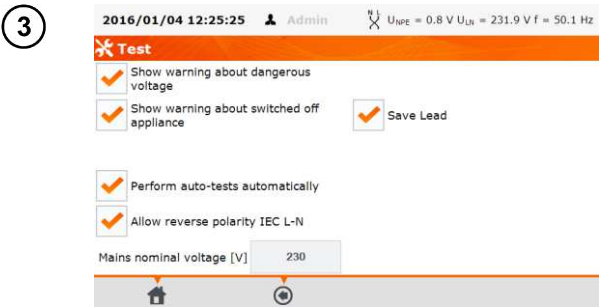 3
2016/01/04 12:25:25 Admin N L U_NPE = 0.8 V U_LN = 231.9 V f = 50.1 Hz
Test
Show warning about dangerous
voltage
Show warning about switched off
appliance
Save Lead
Perform auto-tests automatically
Allow reverse polarity IEC L-N
Mains nominal voltage [V] 230